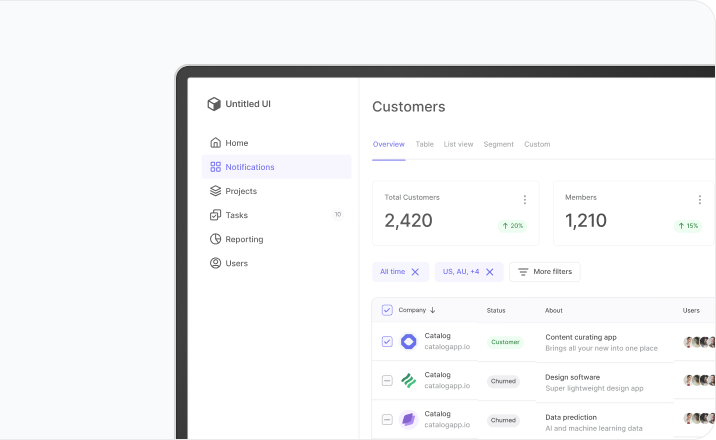 Untitled UI
Home
Notifications
Projects
Tasks
10
Reporting
Users
Customers
Overview
Table
List view
Segment
Custom
Total Customers
2,420
20%
Members
1,210
15%
All time
US, AU, +4
More filters
Company
Status
About
Users
Catalog
catalogapp.io
Customer
Content curating app
Brings all your new into one place
Catalog
catalogapp.io
Churned
Design software
Super lightweight design app
Catalog
catalogapp.io
Churned
Data prediction
AI and machine learning data